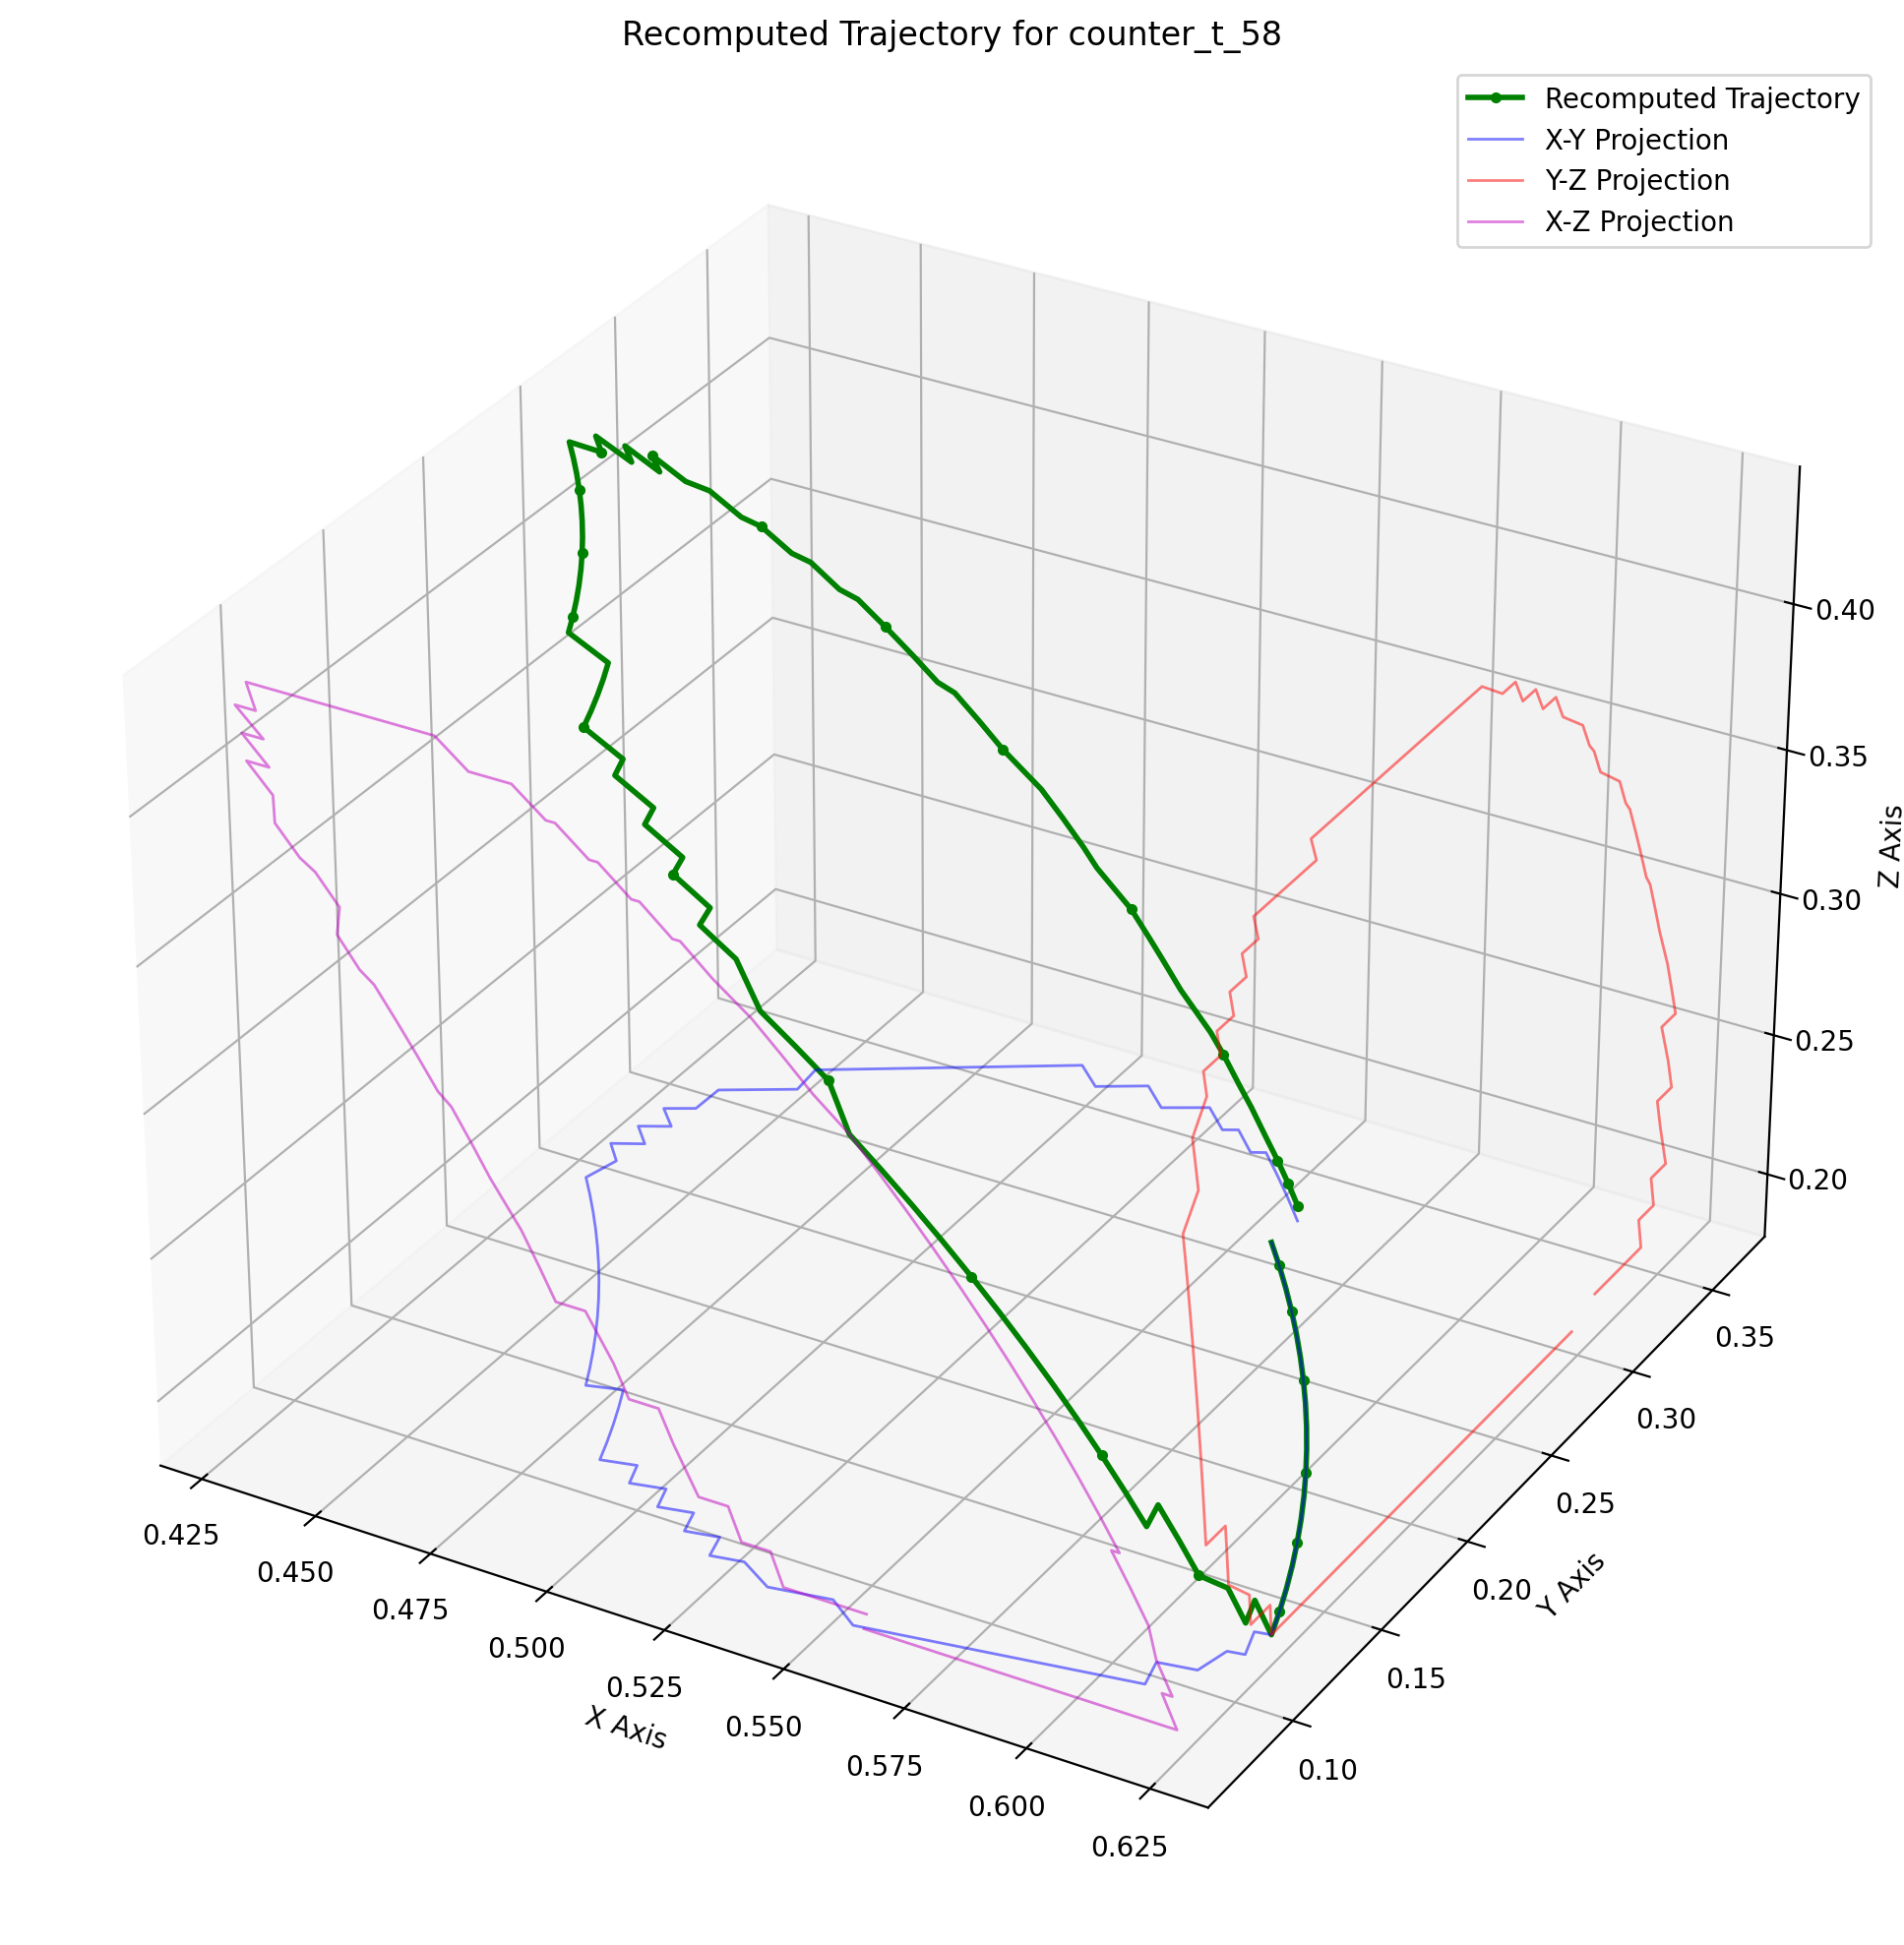 Recomputed Trajectory for counter_t_58
Recomputed Trajectory
X-Y Projection
Y-Z Projection
X-Z Projection
0.40
0.35
0.30
0.25
0.20
Z Axis
0.35
0.30
0.25
0.20
0.15
0.10
Y Axis
0.425
0.450
0.475
0.500
0.525
0.550
0.575
0.600
0.625
X Axis